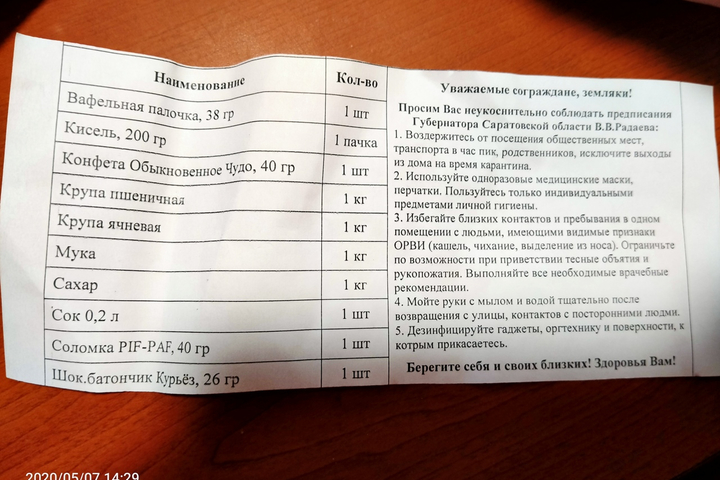 Наименование Кол-во
Вафельная палочка, 38 гр 1 шт
Кисель, 200 гр 1 пачка
Конфета Обыкновенное Чудо, 40 гр 1 шт
Крупа пшеничная 1 кг
Крупа ячневая 1 кг
Мука 1 кг
Сахар 1 кг
Сок 0,2 л 1 шт
Соломка PIF-PAF, 40 гр 1 шт
Шок.батончик Курьёз, 26 гр 1 шт
Уважаемые сограждане, земляки!
Просим Вас неукоснительно соблюдать предписания
Губернатора Саратовской области В.В.Радаева:
1. Воздержитесь от посещения общественных мест,
транспорта в час пик, родственников, исключите выходы
из дома на время карантина.
2. Используйте одноразовые медицинские маски,
перчатки. Пользуйтесь только индивидуальными
предметами личной гигиены.
3. Избегайте близких контактов и пребывания в одном
помещении с людьми, имеющими видимые признаки
ОРВИ (кашель, чихание, выделение из носа). Ограничьте
по возможности при приветствии тесные объятия и
рукопожатия. Выполняйте все необходимые врачебные
рекомендации.
4. Мойте руки с мылом и водой тщательно после
возвращения с улицы, контактов с посторонними людьми.
5. Дезинфицируйте гаджеты, оргтехнику и поверхности, к
котрым прикасаетесь.
Берегите себя и своих близких! Здоровья Вам!
2020/05/07 14:29